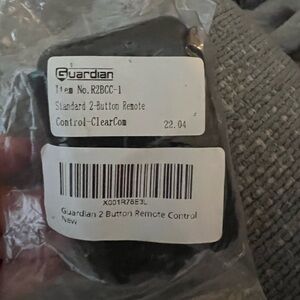 Guardian
Item No.R2BCC-1
Standard 2-Button Remote
Control-ClearCom 22.04
X001R76E3L
Guardian 2 Button Remote Control
New